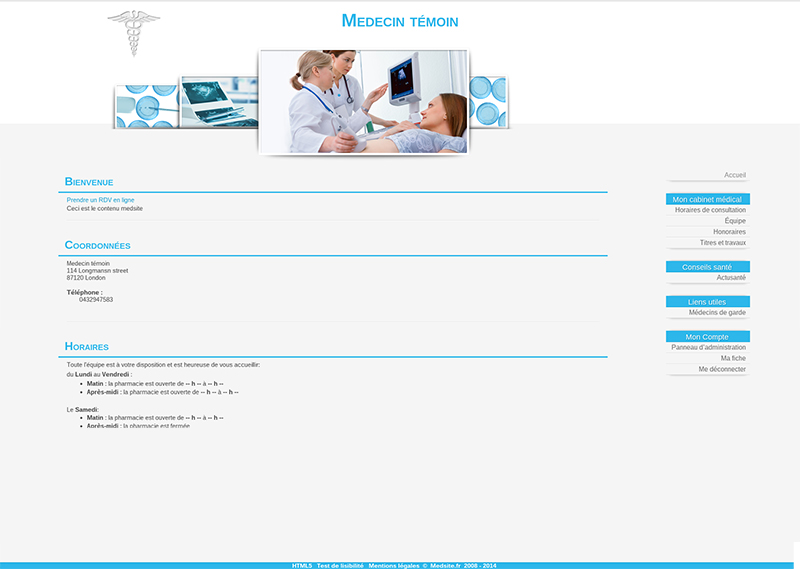 Medecin témoin
Accueil
Mon cabinet médical
Horaires de consultation
Équipe
Honoraires
Titres et travaux
Conseils santé
Actusanté
Liens utiles
Médecins de garde
Mon Compte
Panneau d'administration
Ma fiche
Me déconnecter
Bienvenue
Prendre un RDV en ligne
Ceci est le contenu medsite
Coordonnées
Medecin témoin
114 Longmansn street
87120 London
Téléphone :
0432947583
Horaires
Toute l'équipe est à votre disposition et est heureuse de vous accueillir:
du Lundi au Vendredi :
• Matin : la pharmacie est ouverte de -- h -- à -- h --
• Après-midi : la pharmacie est ouverte de -- h -- à -- h --
Le Samedi:
• Matin : la pharmacie est ouverte de -- h -- à -- h --
• Après-midi : la pharmacie est fermée
HTML5 Test de lisibilité Mentions légales © Medsite.fr 2008 - 2014